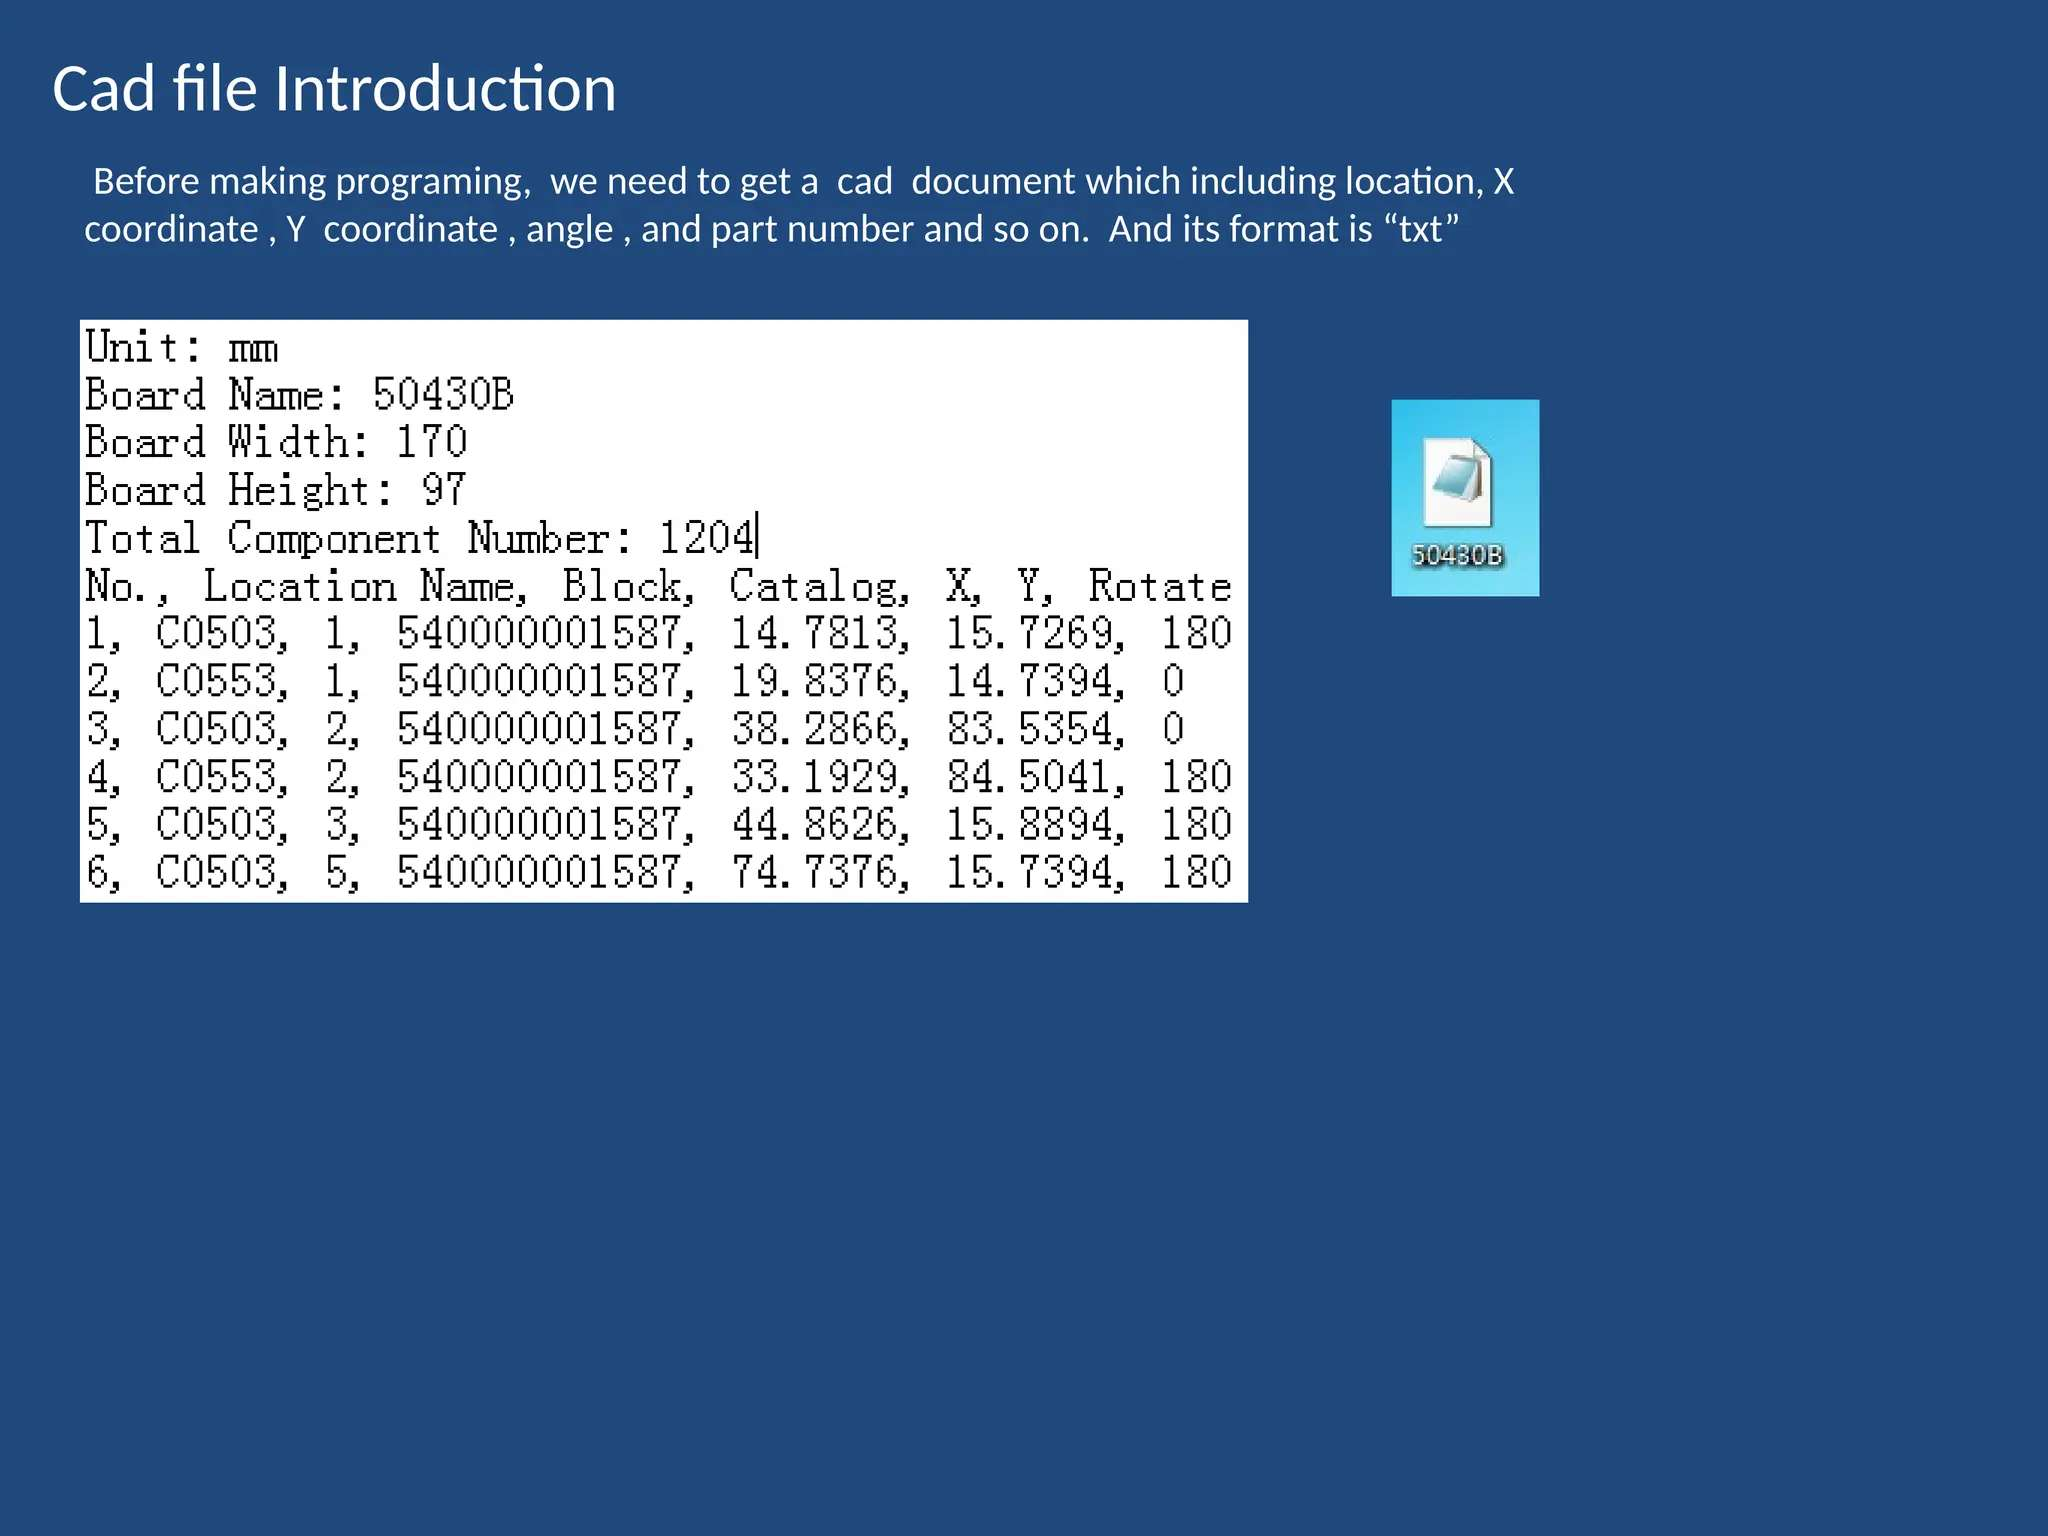 Cad file Introduction
Before making programing, we need to get a cad document which including location, X
coordinate , Y coordinate , angle , and part number and so on. And its format is “txt”
Unit: mm
Board Name: 50430B
Board Width: 170
Board Height: 97
Total Component Number: 1204
No., Location Name, Block, Catalog, X, Y, Rotate
1, C0503, 1, 540000001587, 14.7813, 15.7269, 180
2, C0553, 1, 540000001587, 19.8376, 14.7394, 0
3, C0503, 2, 540000001587, 38.2866, 83.5354, 0
4, C0553, 2, 540000001587, 33.1929, 84.5041, 180
5, C0503, 3, 540000001587, 44.8626, 15.8894, 180
6, C0503, 5, 540000001587, 74.7376, 15.7394, 180
50430B